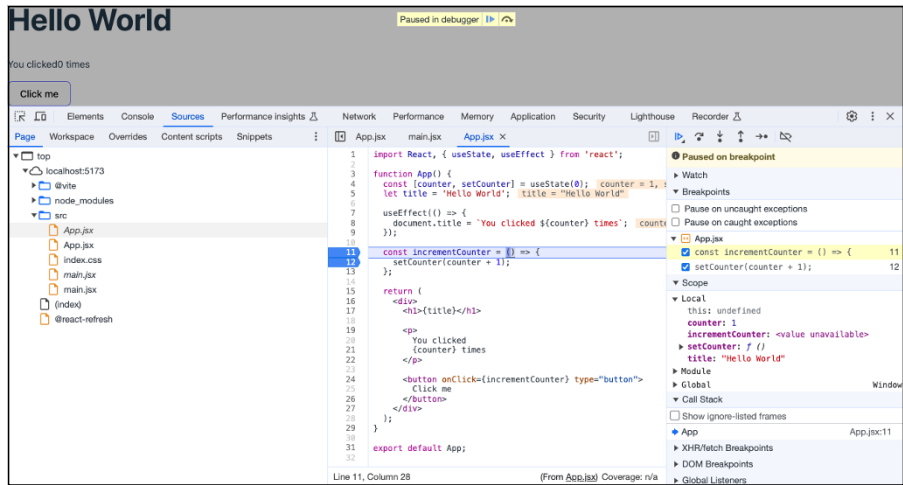 Hello World
Paused in debugger
You clicked0 times
Click me
Elements Console Sources Performance insights Network Performance Memory Application Security Lighthouse Recorder
Page Workspace Overrides Content scripts Snippets
App.jsx main.jsx App.jsx ×
top
localhost:5173
@vite
node_modules
src
App.jsx
App.jsx
index.css
main.jsx
main.jsx
(index)
@react-refresh
1 import React, { useState, useEffect } from 'react';
2
3 function App() {
4 const [counter, setCounter] = useState(0); counter = 1, s
5 let title = 'Hello World'; title = "Hello World"
6
7 useEffect(() => {
8 document.title = `You clicked ${counter} times`; counte
9 });
10
11 const incrementCounter = () => {
12 setCounter(counter + 1);
13 };
14
15 return (
16 <div>
17 <h1>{title}</h1>
18
19 <p>
20 You clicked
21 {counter} times
22 </p>
23
24 <button onClick={incrementCounter} type="button">
25 Click me
26 </button>
27 </div>
28 );
29 }
30
31 export default App;
32
Line 11, Column 28 (From App.jsx) Coverage: n/a
Paused on breakpoint
Watch
Breakpoints
Pause on uncaught exceptions
Pause on caught exceptions
App.jsx
const incrementCounter = () => { 11
setCounter(counter + 1); 12
Scope
Local
this: undefined
counter: 1
incrementCounter: <value unavailable>
setCounter: ƒ ()
title: "Hello World"
Module
Global Window
Call Stack
Show ignore-listed frames
App App.jsx:11
XHR/fetch Breakpoints
DOM Breakpoints
Global Listeners